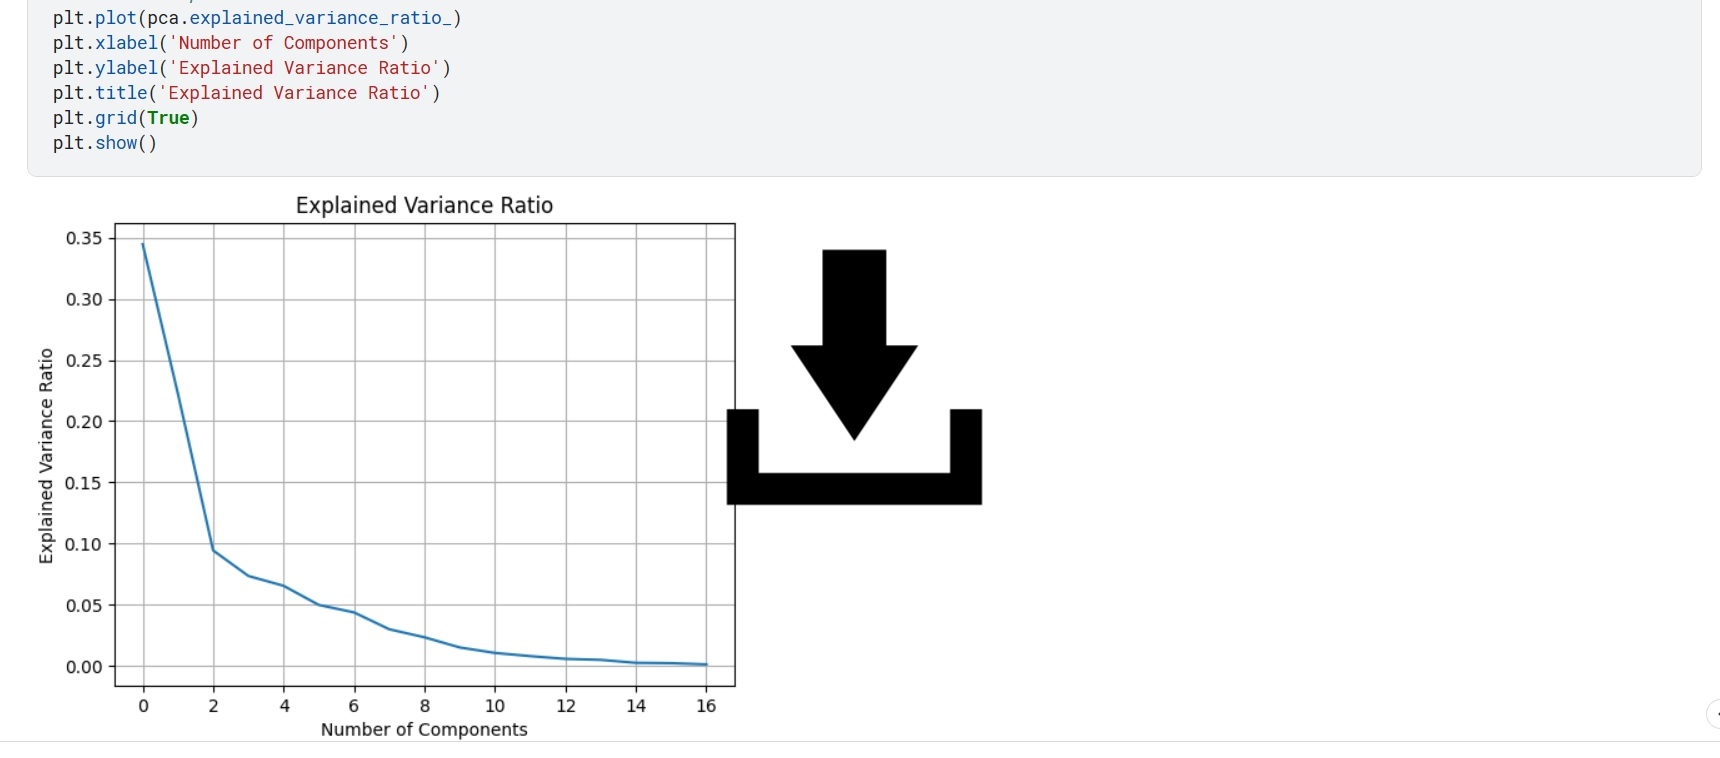 plt.plot(pca.explained_variance_ratio_)
plt.xlabel('Number of Components')
plt.ylabel('Explained Variance Ratio')
plt.title('Explained Variance Ratio')
plt.grid(True)
plt.show()
Explained Variance Ratio
0.35
0.30
0.25
0.20
0.15
0.10
0.05
0.00
Explained Variance Ratio
0 2 4 6 8 10 12 14 16
Number of Components